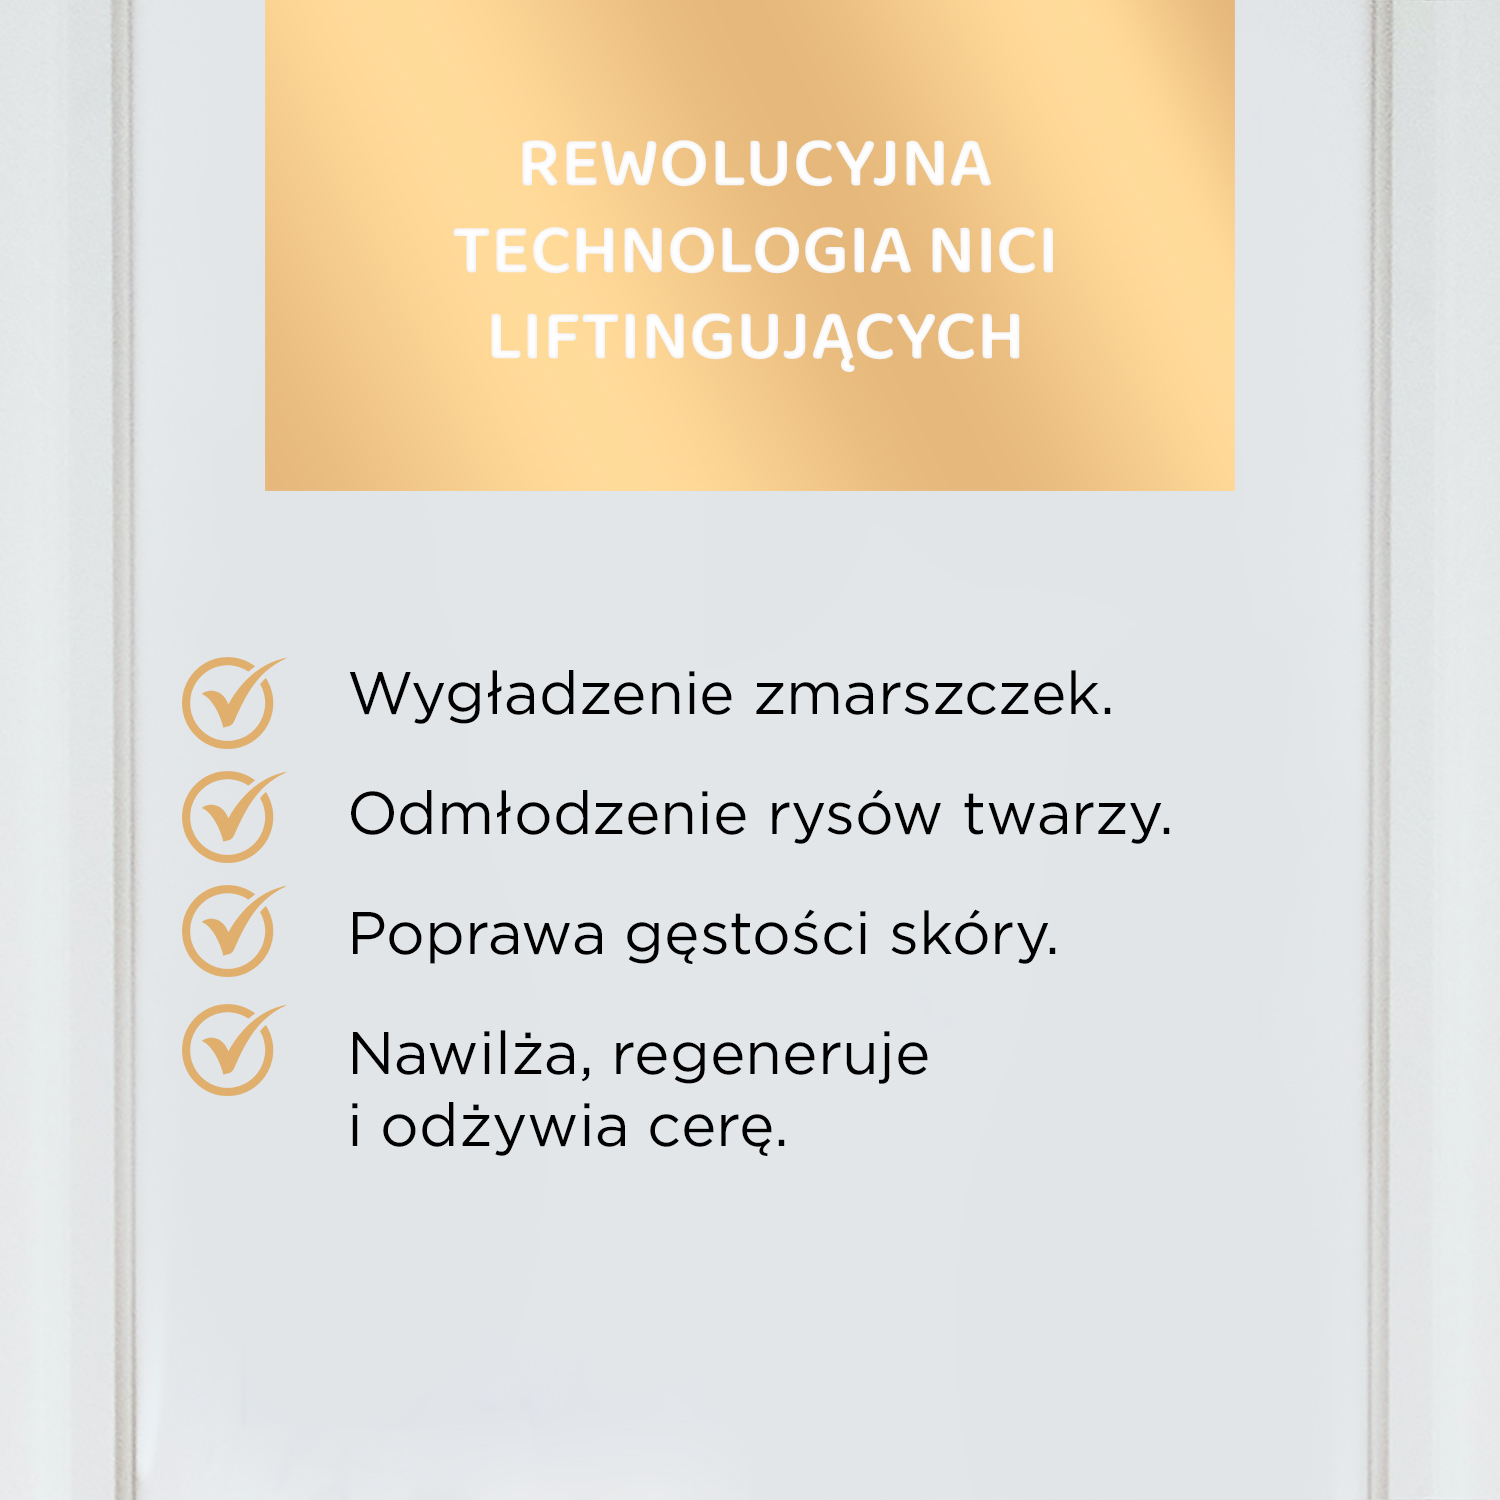 REWOLUCYJNA
TECHNOLOGIA NICI
LIFTINGUJĄCYCH
Wygładzenie zmarszczek.
Odmłodzenie rysów twarzy.
Poprawa gęstości skóry.
Nawilża, regeneruje
i odżywia cerę.